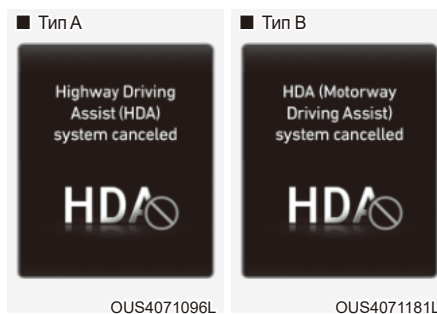 ■ Тип A
Highway Driving
Assist (HDA)
system canceled
HDA
OUS4071096L
■ Тип B
HDA (Motorway
Driving Assist)
system cancelled
HDA
OUS4071181L